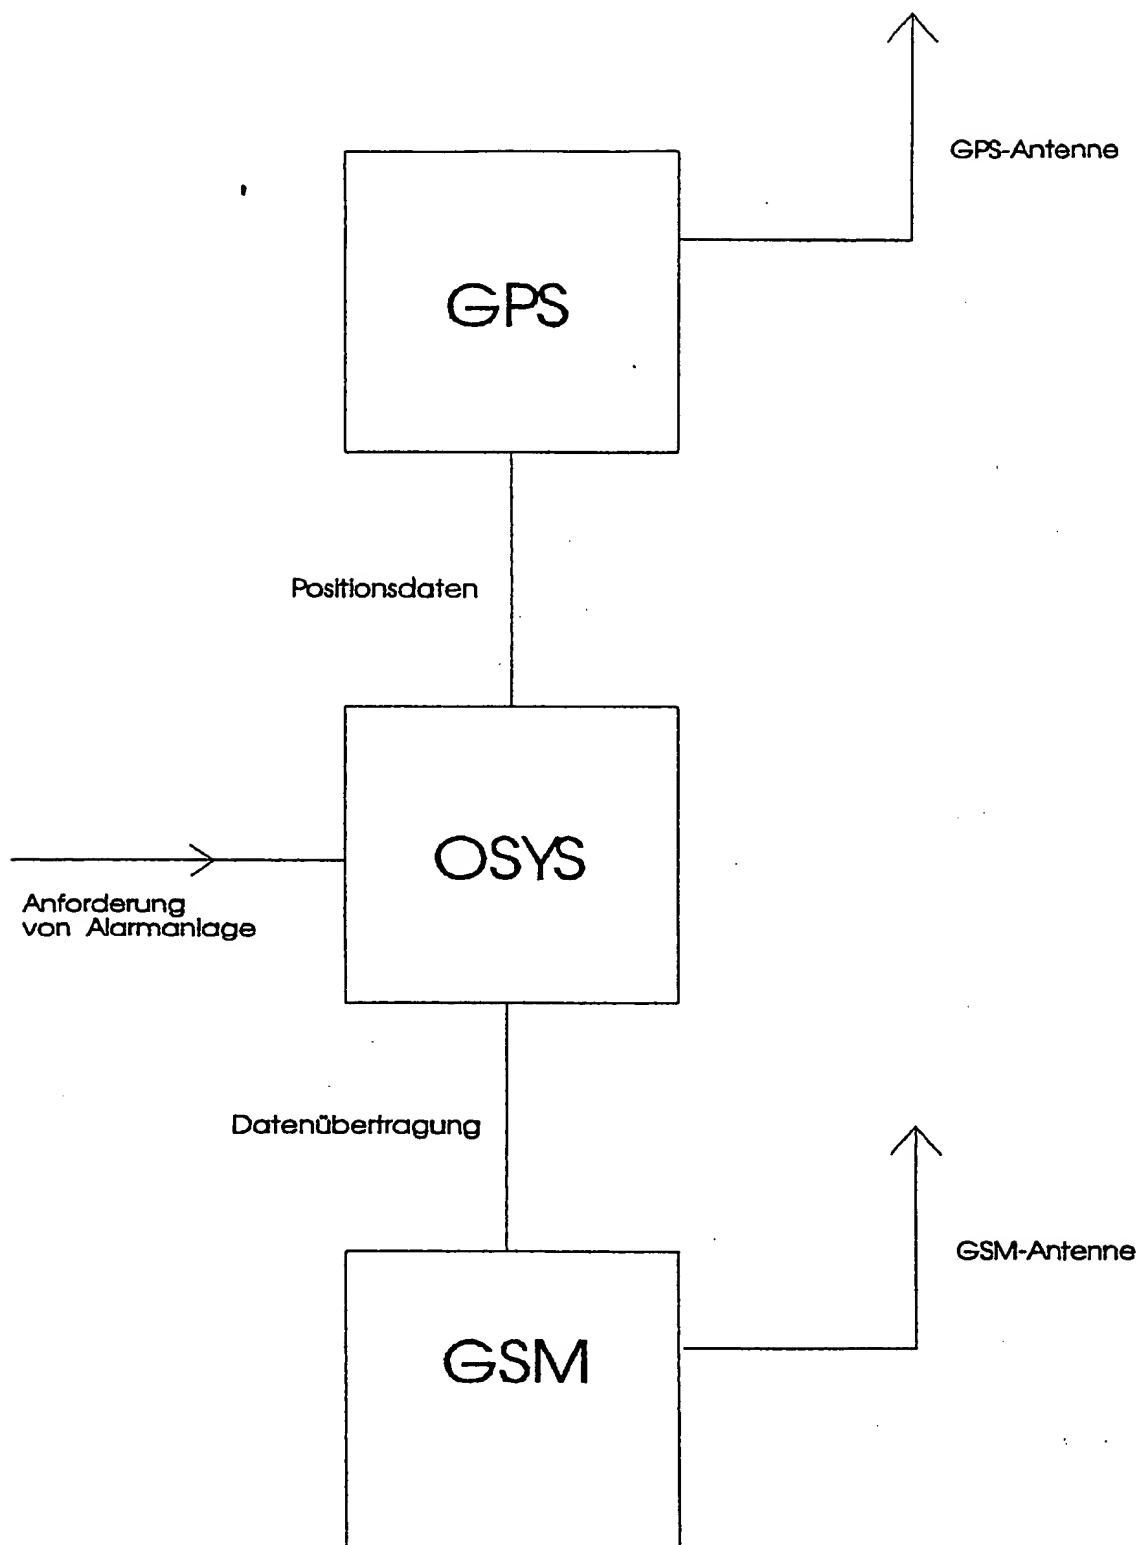 GPS-Antenne
GPS
Positionsdaten
OSYS
Anforderung
von Alarmanlage
Datenübertragung
GSM-Antenne
GSM